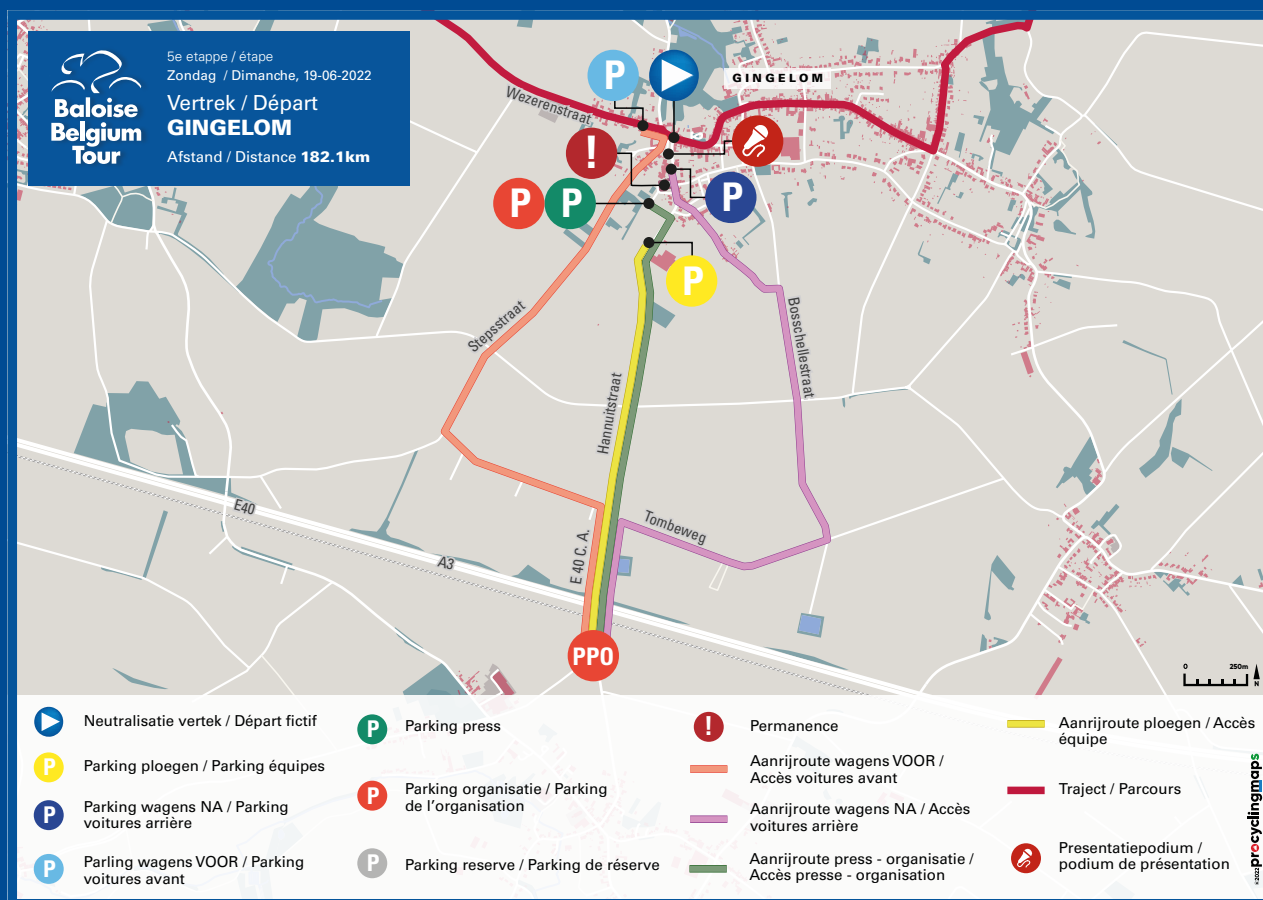 Baloise
Belgium
Tour
5e etappe / étape
Zondag / Dimanche, 19-06-2022
Vertrek / Départ
GINGELOM
Afstand / Distance 182.1km
Wezerenstraat
P
GINGELOM
!
P
P
P
P
Stepsstraat
Hannuitstraat
Bosschellestraat
Tombeweg
E40
A3
E 40 C. A.
PPO
0 250m
N
Neutralisatie vertek / Départ fictif
P
Parking ploegen / Parking équipes
P
Parking wagens NA / Parking
voitures arrière
P
Parling wagens VOOR / Parking
voitures avant
P
Parking press
P
Parking organisatie / Parking
de l'organisation
P
Parking reserve / Parking de réserve
!
Permanence
Aanrijroute wagens VOOR /
Accès voitures avant
Aanrijroute wagens NA / Accès
voitures arrière
Aanrijroute press - organisatie /
Accès presse - organisation
Aanrijroute ploegen / Accès
équipe
Traject / Parcours
Presentatiepodium /
podium de présentation
©2022 procyclingmaps